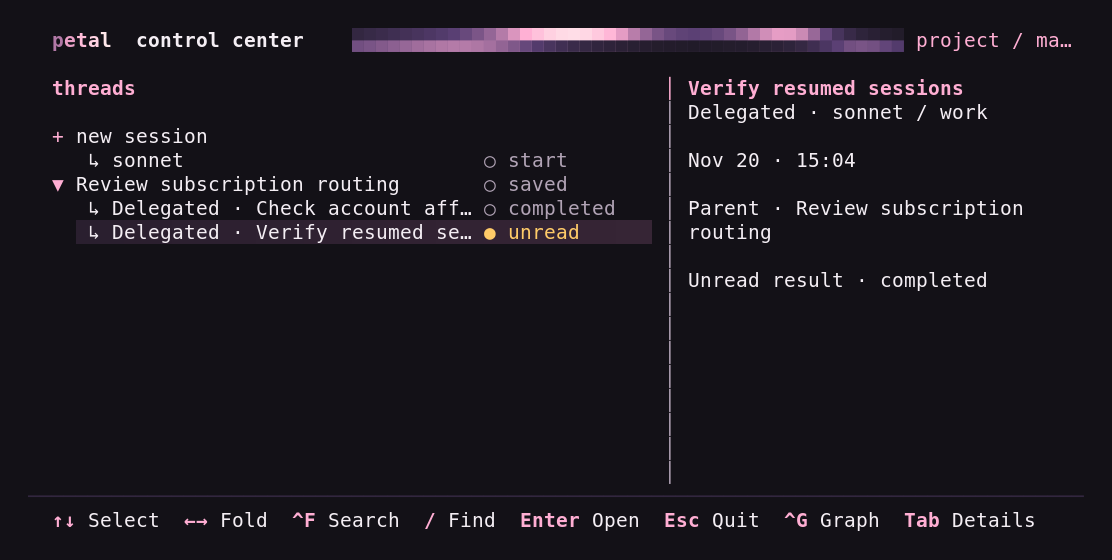 petal control center project / ma…
threads
+ new session
↳ sonnet ○ start
▼ Review subscription routing ○ saved
↳ Delegated · Check account aff… ○ completed
↳ Delegated · Verify resumed se… ● unread
Verify resumed sessions
Delegated · sonnet / work
Nov 20 · 15:04
Parent · Review subscription
routing
Unread result · completed
↑↓ Select ←→ Fold ^F Search / Find Enter Open Esc Quit ^G Graph Tab Details